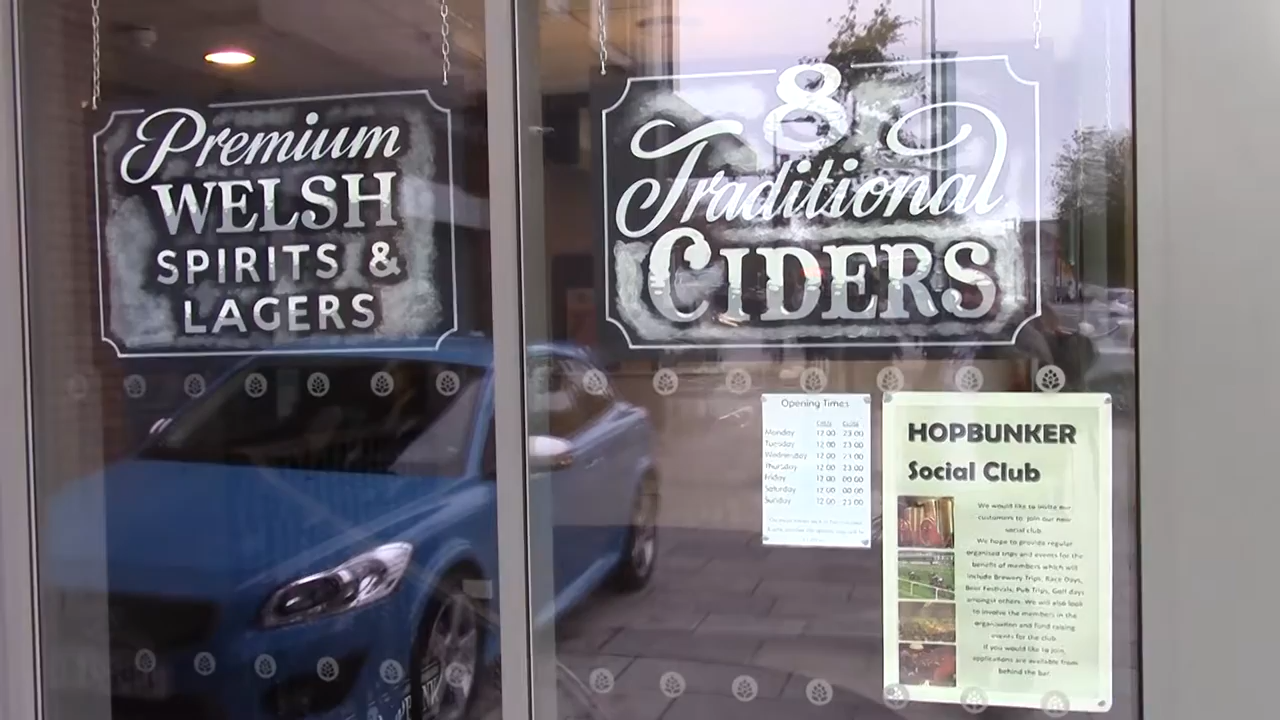 Premium
WELSH
SPIRITS &
LAGERS
8
Traditional
CIDERS
Opening Times
Monday 12 00 23 00
Tuesday 12 00 23 00
Wednesday 12 00 23 00
Thursday 12 00 23 00
Friday 12 00 00 00
Saturday 12 00 00 00
Sunday 12 00 23 00
HOPBUNKER
Social Club
We would like to invite our
customers to join our new
social club.
We hope to provide regular
organised trips and events for the
benefit of members which will
include Brewery Trips, Race Days,
Beer Festivals, Pub Trips, Golf days
amongst others. We will also look
to involve the members in the
organisation and fund raising
events for the club.
If you would like to join,
applications are available from
behind the bar.